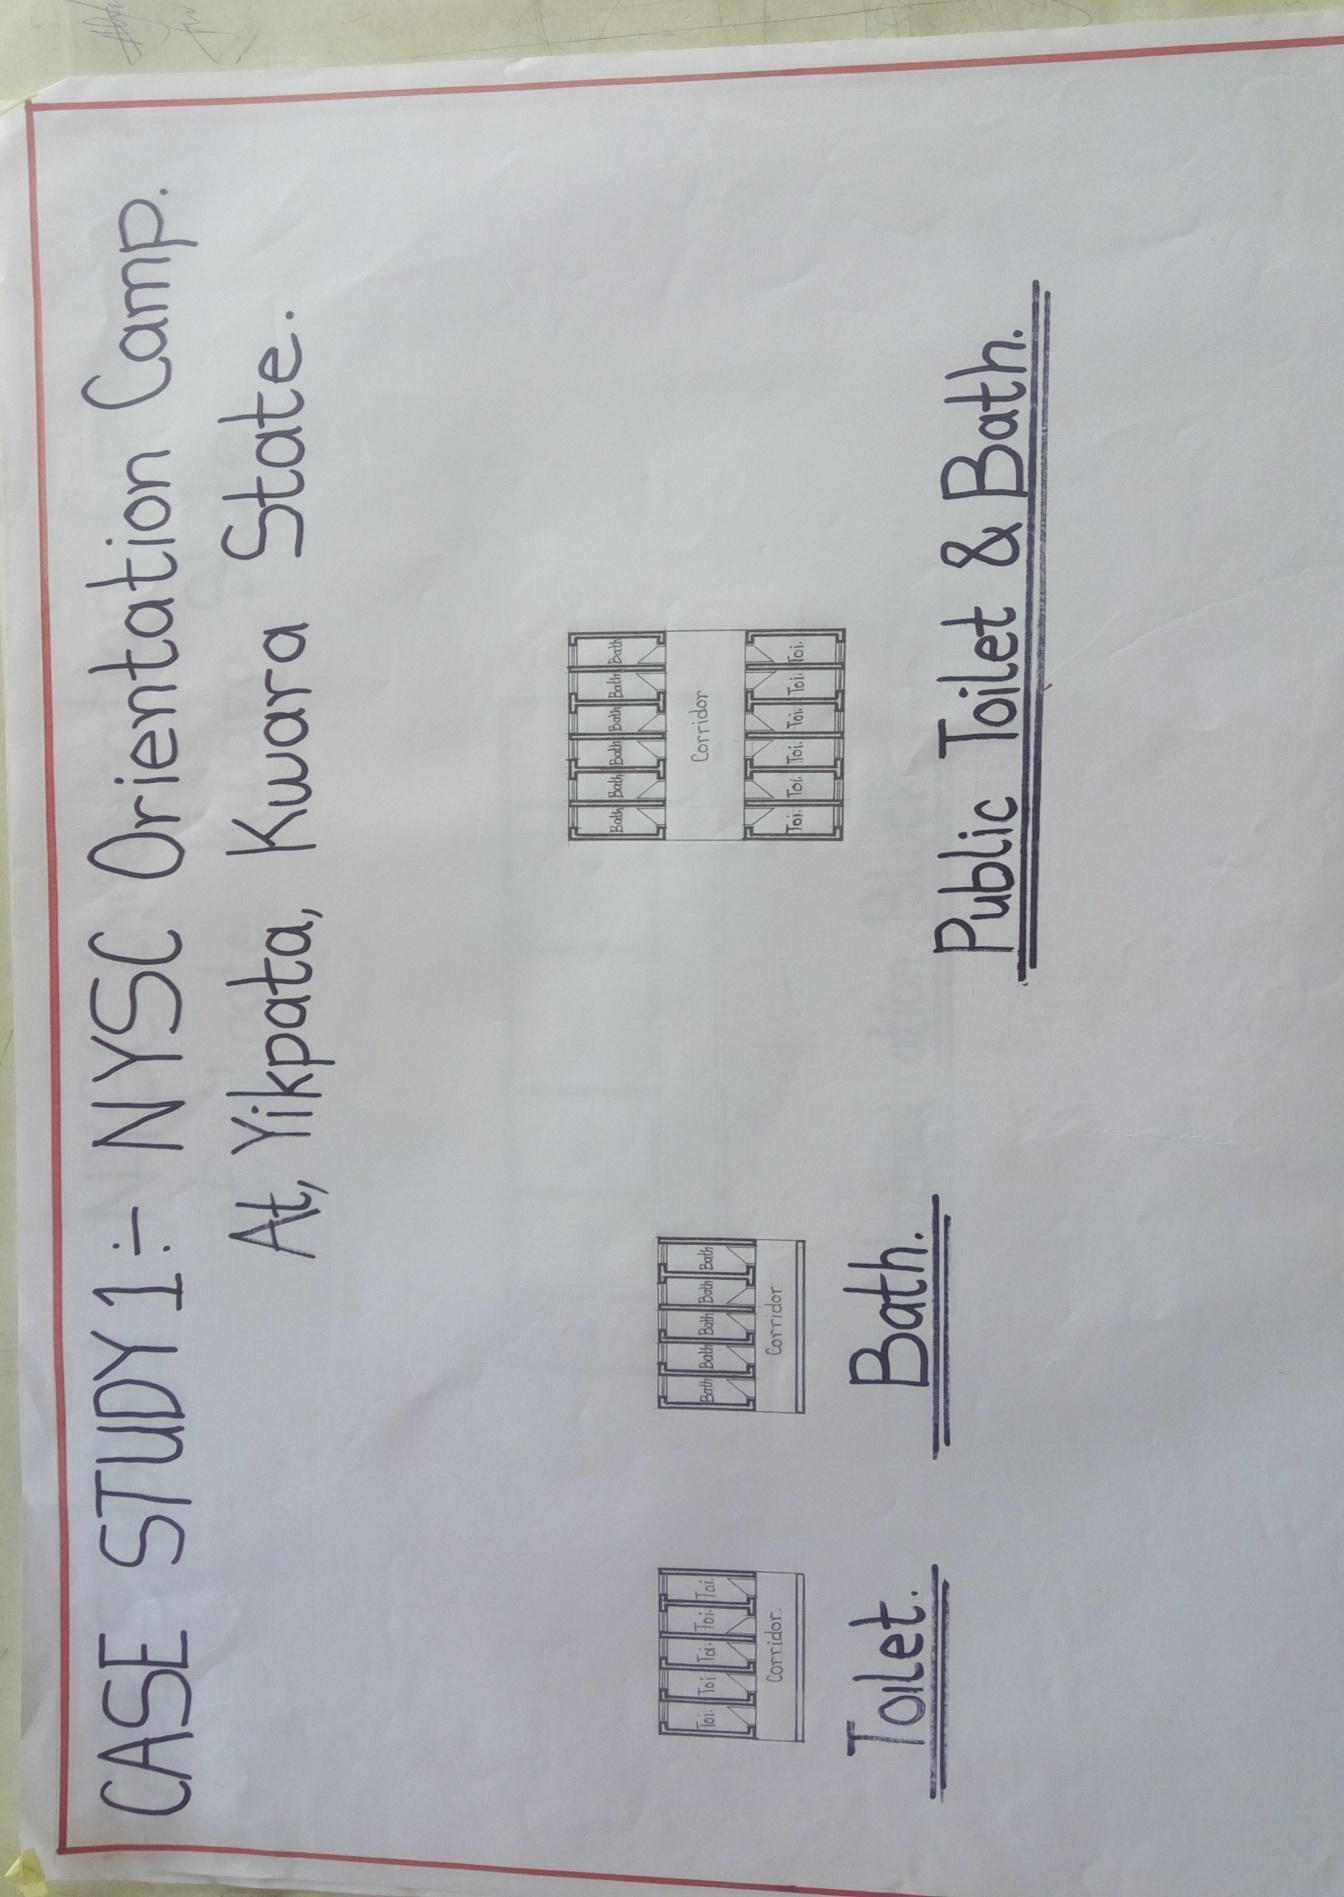 CASE STUDY 1:- NYSC Orientation Camp.
At, Yikpata, Kwara State.
Toi. Toi Toi. Toi. Toi.
Corridor.
Toilet.
Bath Bath Bath Bath Bath
Corridor
Bath.
Bath Bath Bath Bath Bath Bath
Corridor
Toi. Toi. Toi. Toi. Toi. Toi.
Public Toilet & Bath.